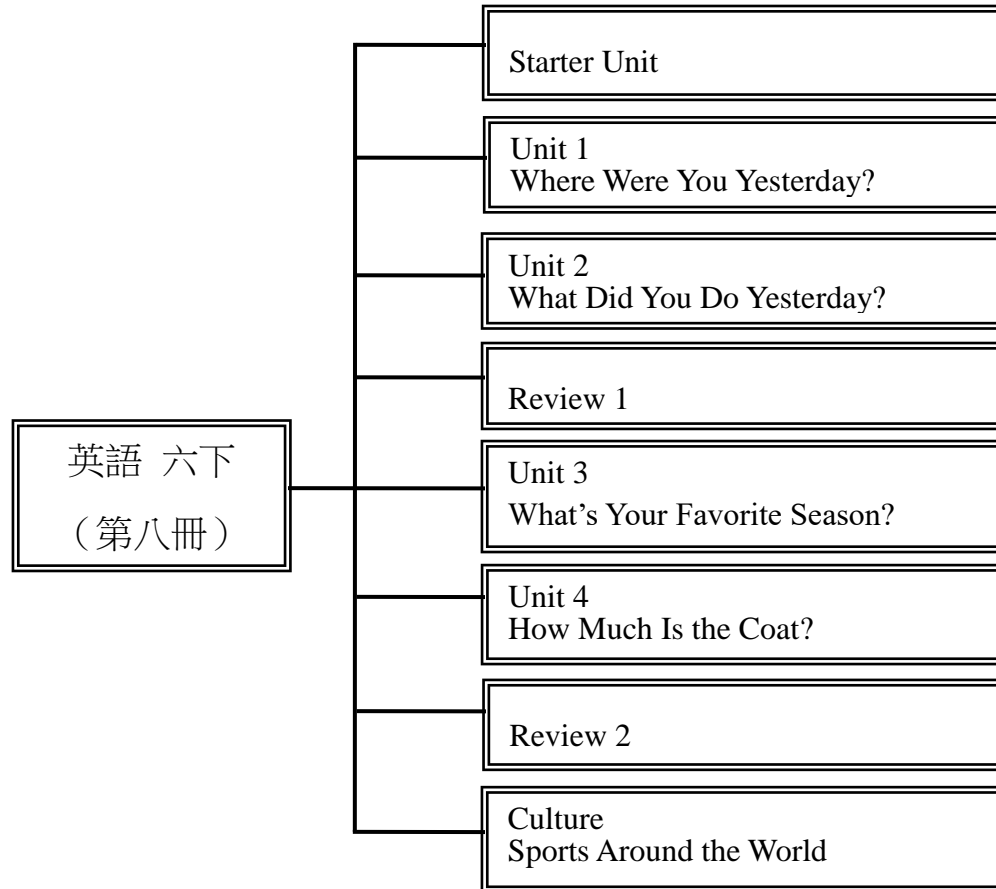 Starter Unit
Unit 1
Where Were You Yesterday?
Unit 2
What Did You Do Yesterday?
Review 1
英語 六下
（第八冊）
Unit 3
What’s Your Favorite Season?
Unit 4
How Much Is the Coat?
Review 2
Culture
Sports Around the World